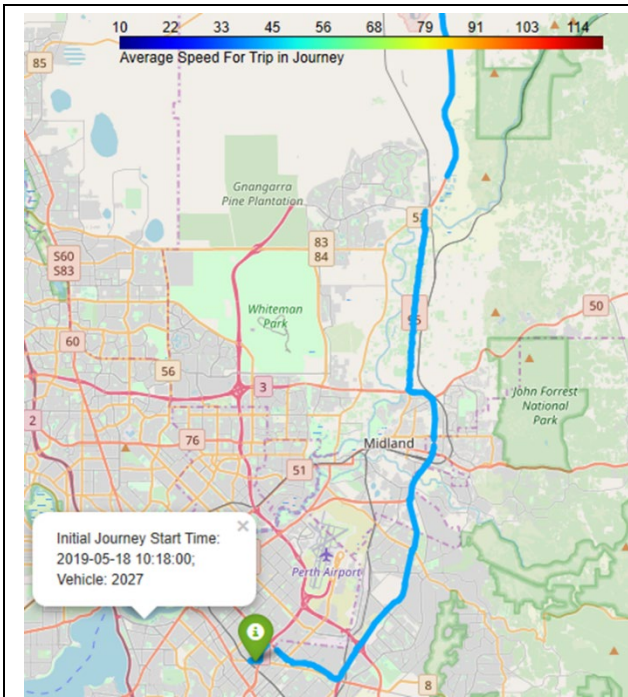 10 22 33 45 56 68 79 91 103 114
Average Speed For Trip in Journey
85
Gnangarra
Pine Plantation
83
84
S60
S83
Whiteman
Park
50
60
56
3
John Forrest
National
Park
2
76
Midland
51
×
Initial Journey Start Time:
2019-05-18 10:18:00;
Vehicle: 2027
Perth Airport
i
8